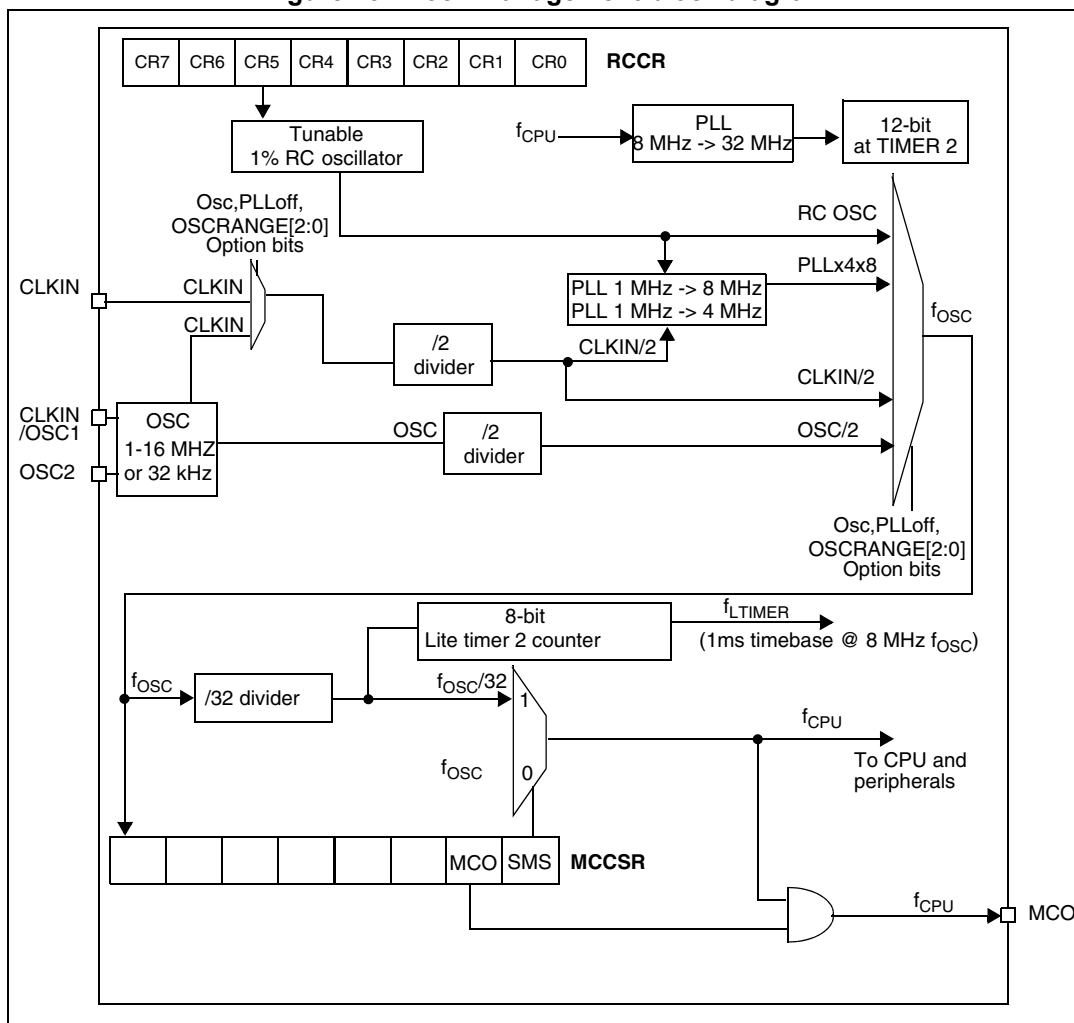 CR7 CR6 CR5 CR4 CR3 CR2 CR1 CR0 RCCR
Tunable
1% RC oscillator
fCPU
PLL
8 MHz -> 32 MHz
12-bit
at TIMER 2
Osc,PLLoff,
OSCRANGE[2:0]
Option bits
RC OSC
PLLx4x8
CLKIN
CLKIN
CLKIN
PLL 1 MHz -> 8 MHz
PLL 1 MHz -> 4 MHz
fOSC
/2
divider
CLKIN/2
CLKIN/2
CLKIN
/OSC1
OSC2
OSC
1-16 MHZ
or 32 kHz
OSC
/2
divider
OSC/2
Osc,PLLoff,
OSCRANGE[2:0]
Option bits
8-bit
Lite timer 2 counter
fLTIMER
(1ms timebase @ 8 MHz fOSC)
fOSC
/32 divider
fOSC/32
1
fOSC
0
fCPU
To CPU and
peripherals
MCO SMS MCCSR
fCPU
MCO